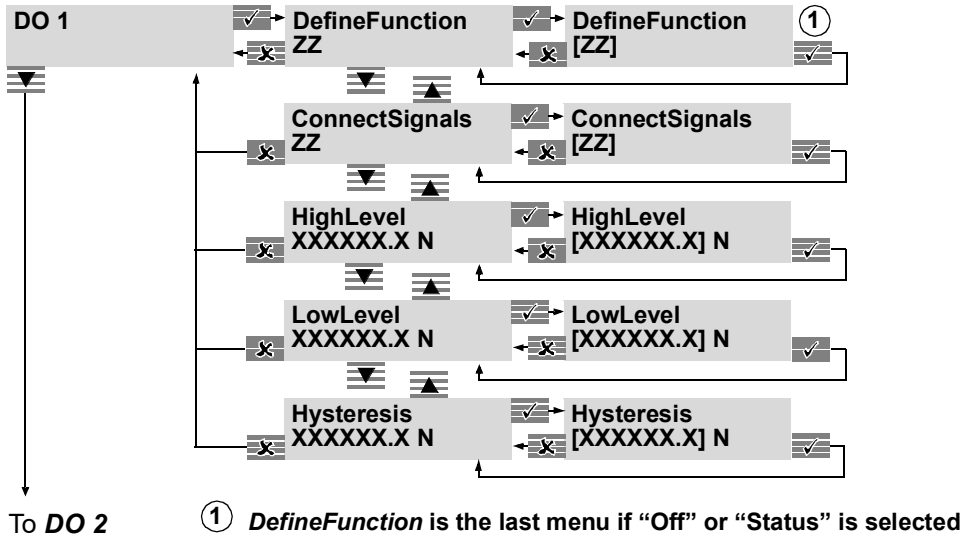 DO 1
DefineFunction
ZZ
DefineFunction
[ZZ]
1
ConnectSignals
ZZ
ConnectSignals
[ZZ]
HighLevel
XXXXXX.X N
HighLevel
[XXXXXX.X] N
LowLevel
XXXXXX.X N
LowLevel
[XXXXXX.X] N
Hysteresis
XXXXXX.X N
Hysteresis
[XXXXXX.X] N
To DO 2
1 DefineFunction is the last menu if “Off” or “Status” is selected